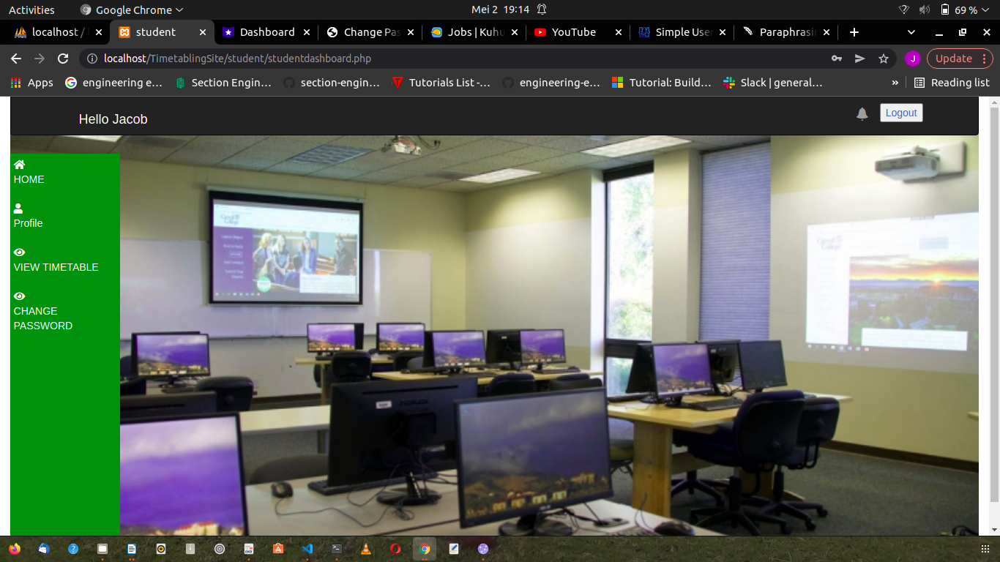 Activities Google Chrome Mei 2 19:14 69 %
localhost / student Dashboard Change Pas Jobs | Kuhu YouTube Simple User Paraphrasin
localhost/TimetablingSite/student/studentdashboard.php J Update
Apps engineering e… Section Engin… section-engin… Tutorials List -… engineering-e… Tutorial: Build… Slack | general… » Reading list
Hello Jacob Logout
HOME
Profile
VIEW TIMETABLE
CHANGE
PASSWORD